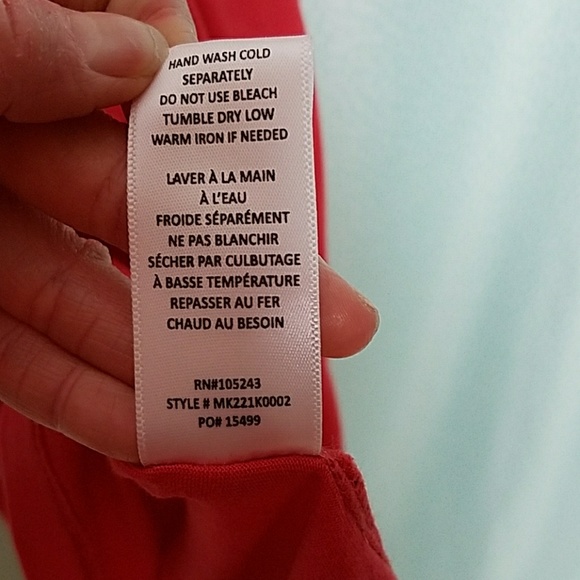 HAND WASH COLD
SEPARATELY
DO NOT USE BLEACH
TUMBLE DRY LOW
WARM IRON IF NEEDED
LAVER À LA MAIN
À L'EAU
FROIDE SÉPARÉMENT
NE PAS BLANCHIR
SÉCHER PAR CULBUTAGE
À BASSE TEMPÉRATURE
REPASSER AU FER
CHAUD AU BESOIN
RN#105243
STYLE # MK221K0002
PO# 15499